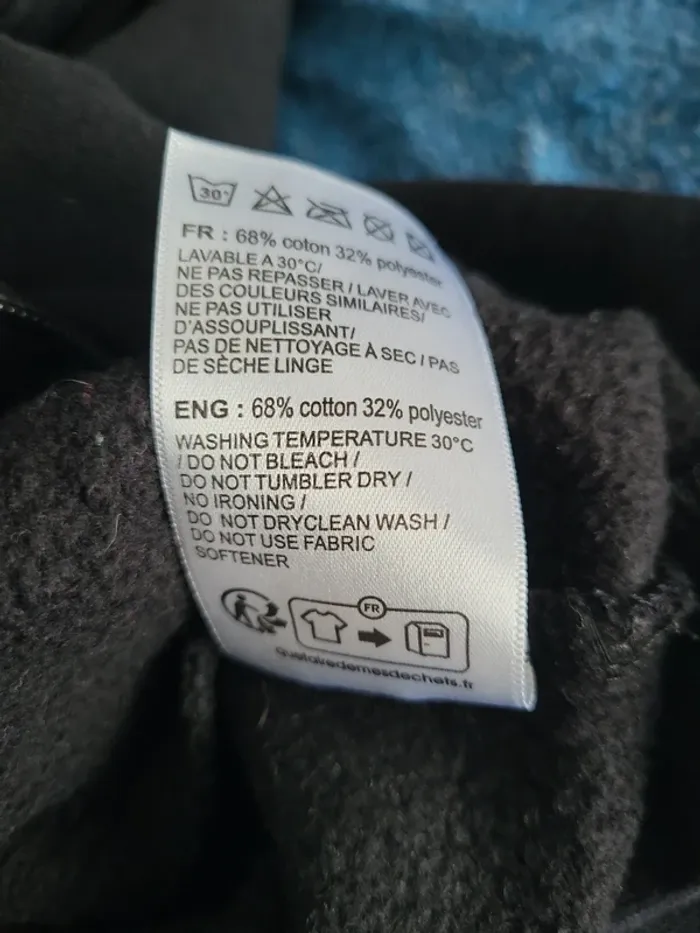 30°
FR : 68% coton 32% polyester
LAVABLE A 30°C/
NE PAS REPASSER / LAVER AVEC
DES COULEURS SIMILAIRES/
NE PAS UTILISER
D'ASSOUPLISSANT/
PAS DE NETTOYAGE À SEC / PAS
DE SÈCHE LINGE
ENG : 68% cotton 32% polyester
WASHING TEMPERATURE 30°C
/ DO NOT BLEACH /
DO NOT TUMBLER DRY /
NO IRONING /
DO NOT DRYCLEAN WASH /
DO NOT USE FABRIC
SOFTENER
FR
quefairedemesdechets.fr